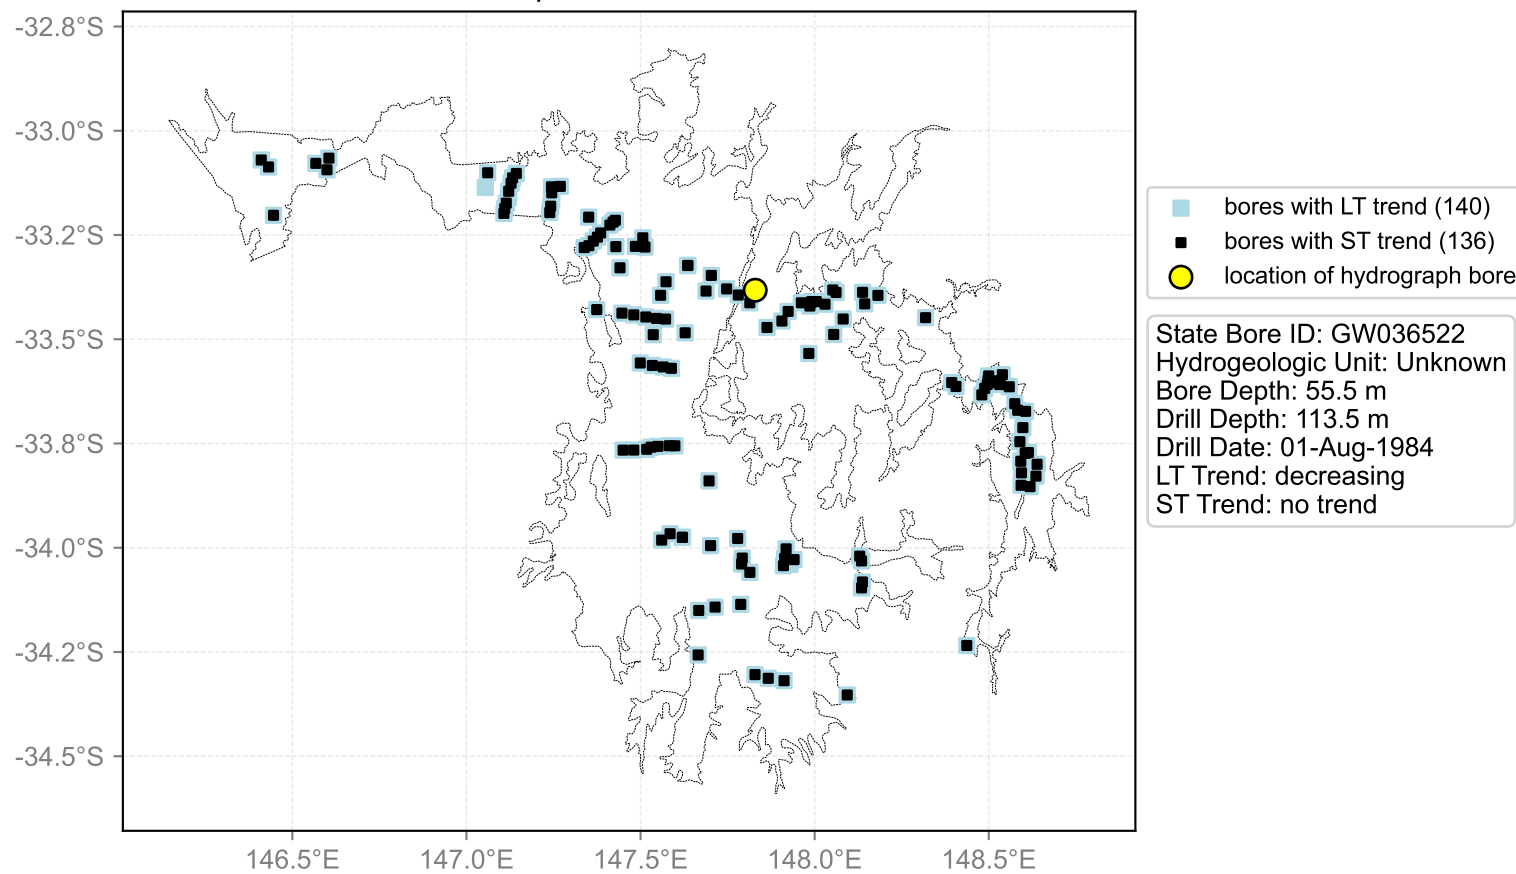 -32.8°S
-33.0°S
-33.2°S
-33.5°S
-33.8°S
-34.0°S
-34.2°S
-34.5°S
146.5°E
147.0°E
147.5°E
148.0°E
148.5°E
bores with LT trend (140)
bores with ST trend (136)
location of hydrograph bore
State Bore ID: GW036522
Hydrogeologic Unit: Unknown
Bore Depth: 55.5 m
Drill Depth: 113.5 m
Drill Date: 01-Aug-1984
LT Trend: decreasing
ST Trend: no trend